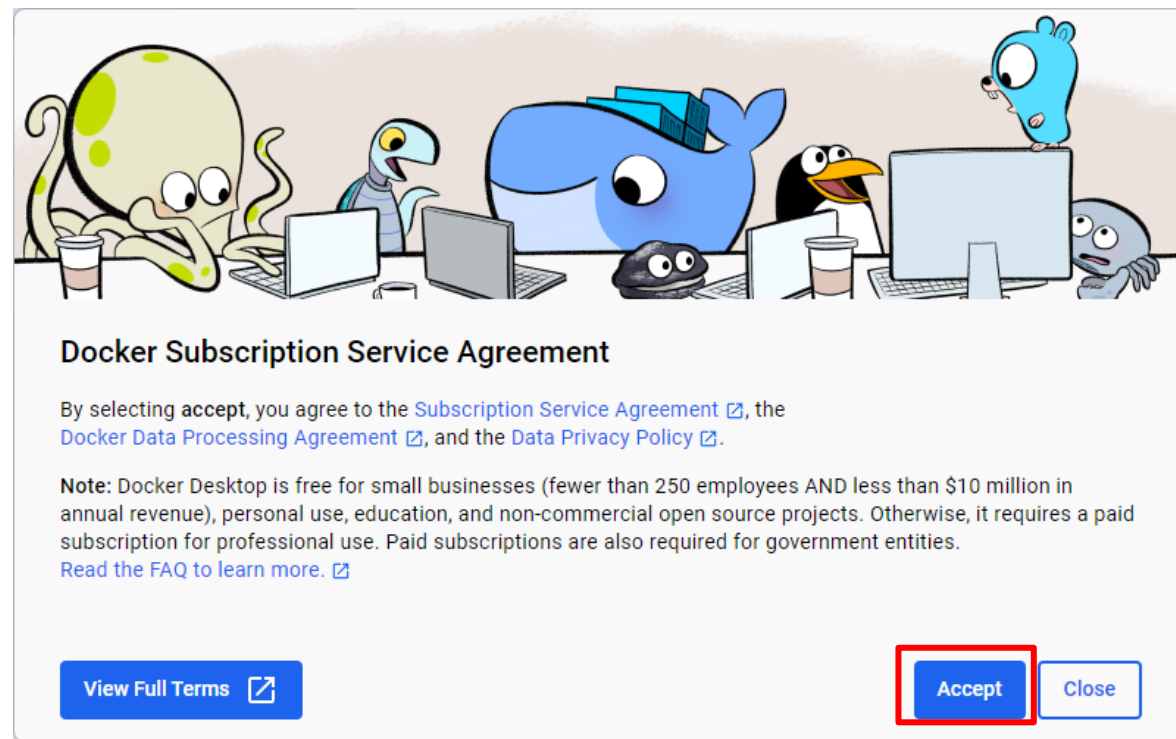 Docker Subscription Service Agreement
By selecting accept, you agree to the Subscription Service Agreement, the
Docker Data Processing Agreement, and the Data Privacy Policy.
Note: Docker Desktop is free for small businesses (fewer than 250 employees AND less than $10 million in
annual revenue), personal use, education, and non-commercial open source projects. Otherwise, it requires a paid
subscription for professional use. Paid subscriptions are also required for government entities.
Read the FAQ to learn more.
View Full Terms
Accept
Close